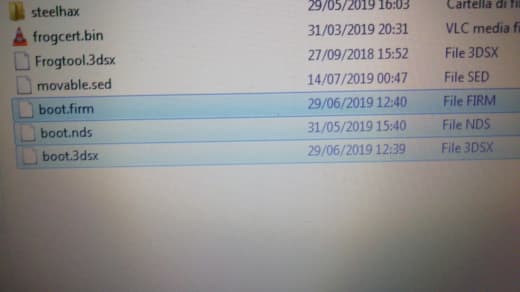 steelhax 29/05/2019 16:03 Cartella di fi
frogcert.bin 31/03/2019 20:31 VLC media fi
Frogtool.3dsx 27/09/2018 15:52 File 3DSX
movable.sed 14/07/2019 00:47 File SED
boot.firm 29/06/2019 12:40 File FIRM
boot.nds 31/05/2019 15:40 File NDS
boot.3dsx 29/06/2019 12:39 File 3DSX